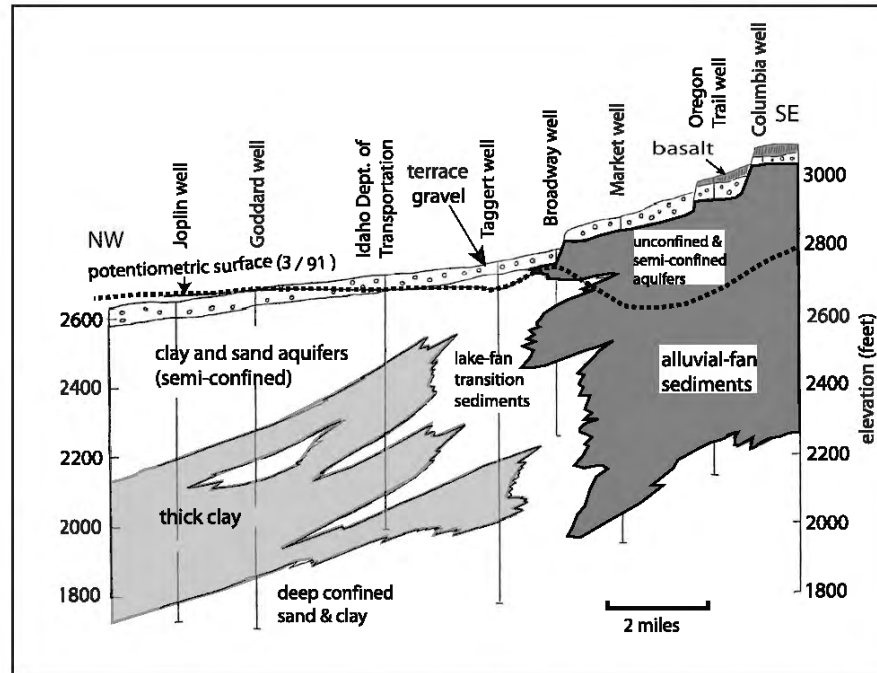 Joplin well
Goddard well
Idaho Dept. of
Transportation
Taggert well
Broadway well
Market well
Oregon
Trail well
Columbia well
NW
SE
terrace
gravel
basalt
potentiometric surface (3 / 91)
unconfined &
semi-confined
aquifers
clay and sand aquifers
(semi-confined)
lake-fan
transition
sediments
alluvial-fan
sediments
thick clay
deep confined
sand & clay
2600
2400
2200
2000
1800
3000
2800
2600
2400
2200
2000
1800
elevation (feet)
2 miles